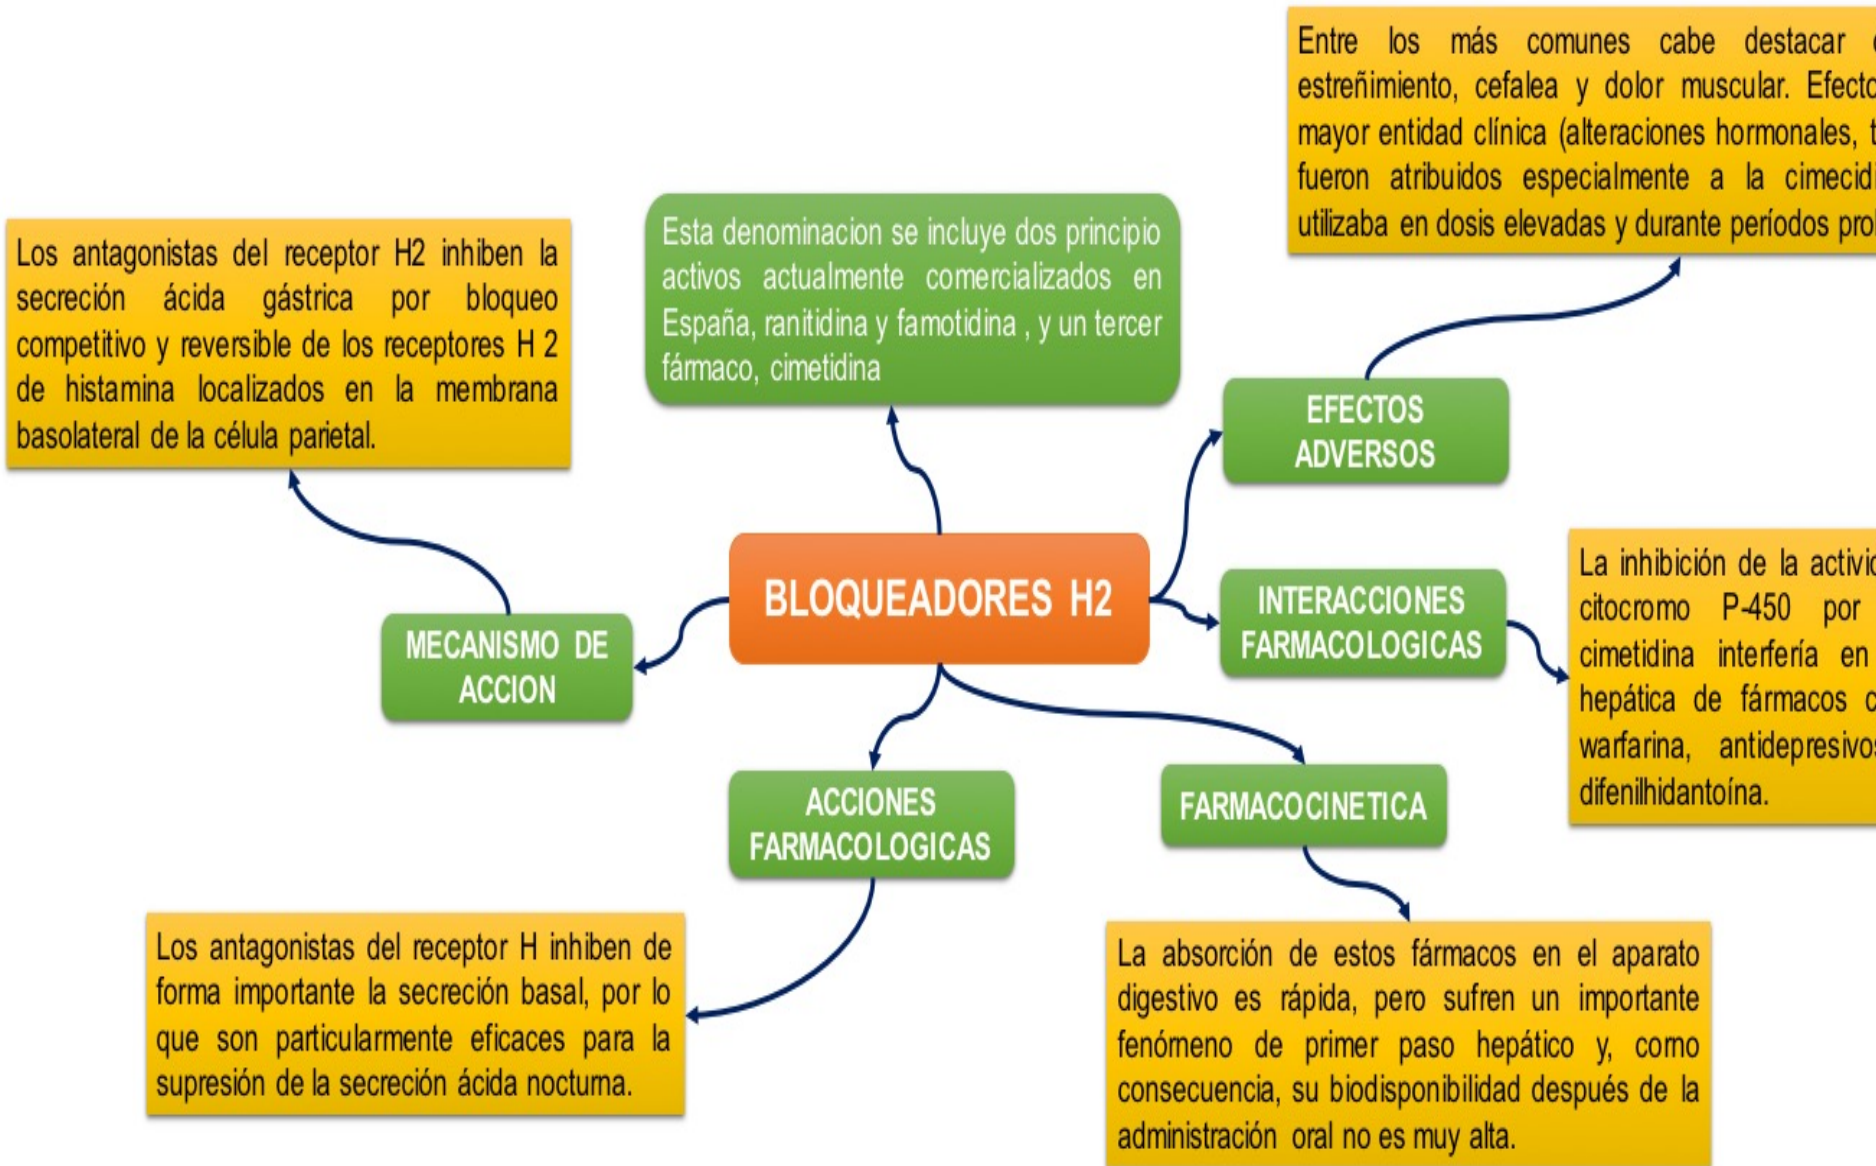 Entre los más comunes cabe destacar
estreñimiento, cefalea y dolor muscular.
mayor entidad clínica (alteraciones hormonales,
fueron atribuidos especialmente a la
utilizaba en dosis elevadas y durante períodos
Los antagonistas del receptor H2 inhiben la
secreción ácida gástrica por bloqueo
competitivo y reversible de los receptores H 2
de histamina localizados en la membrana
basolateral de la célula parietal.
Esta denominacion se incluye dos principio
activos actualmente comercializados en
España, ranitidina y famotidina , y un tercer
fármaco, cimetidina
EFECTOS
ADVERSOS
BLOQUEADORES H2
MECANISMO DE
ACCION
INTERACCIONES
FARMACOLOGICAS
La inhibición de la
citocromo P-450 por
cimetidina interfería en
hepática de fármacos
warfarina, antidepresivos
difenilhidantoína.
ACCIONES
FARMACOLOGICAS
FARMACOCINETICA
Los antagonistas del receptor H inhiben de
forma importante la secreción basal, por lo
que son particularmente eficaces para la
supresión de la secreción ácida nocturna.
La absorción de estos fármacos en el aparato
digestivo es rápida, pero sufren un importante
fenómeno de primer paso hepático y, como
consecuencia, su biodisponibilidad después de la
administración oral no es muy alta.